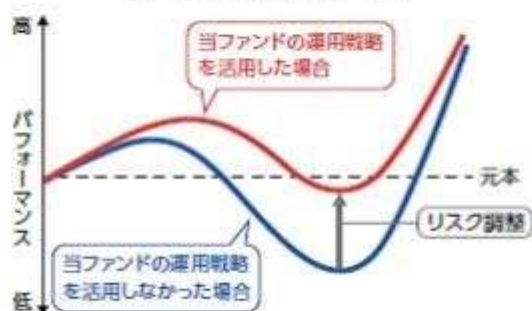 高
当ファンドの運用戦略
を活用した場合
パフォーマンス
元本
リスク調整
当ファンドの運用戦略
を活用しなかった場合
低